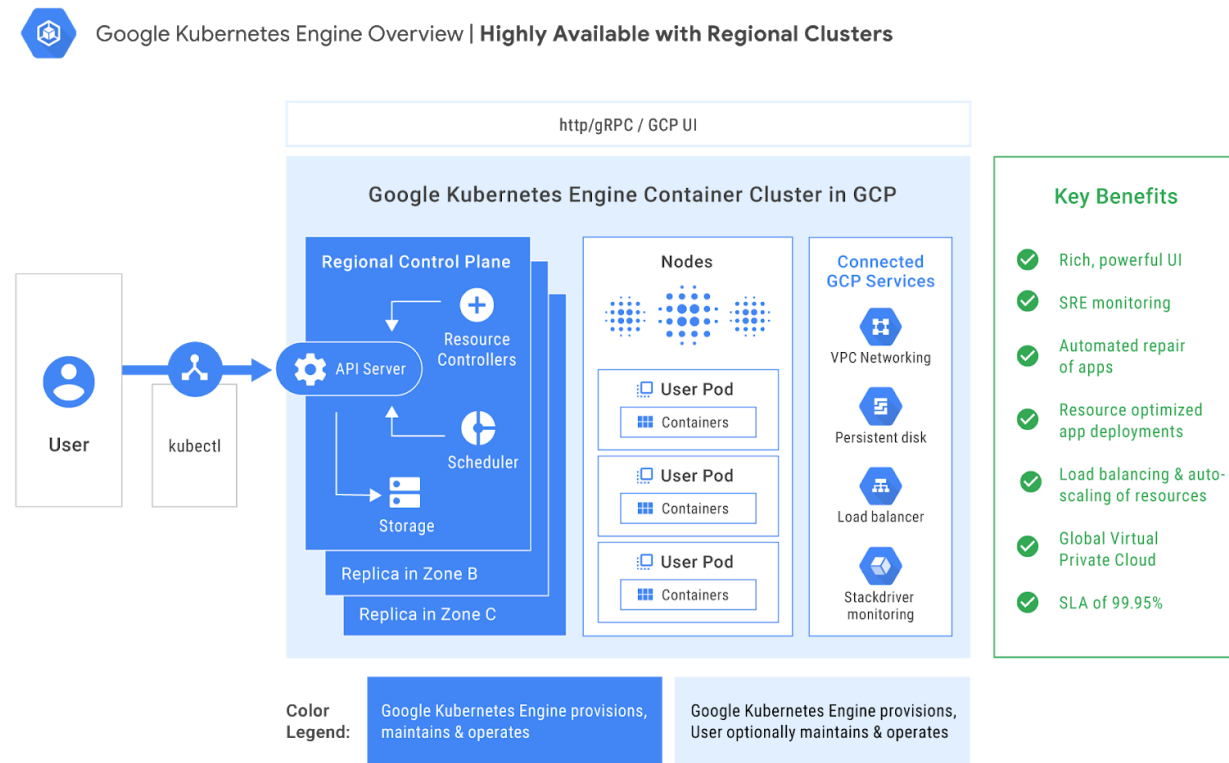 Google Kubernetes Engine Overview | Highly Available with Regional Clusters
http/gRPC / GCP UI
Google Kubernetes Engine Container Cluster in GCP
Regional Control Plane
Resource
Controllers
API Server
Scheduler
Storage
Replica in Zone B
Replica in Zone C
User
kubectl
Nodes
User Pod
Containers
User Pod
Containers
User Pod
Containers
Connected
GCP Services
VPC Networking
Persistent disk
Load balancer
Stackdriver
monitoring
Key Benefits
Rich, powerful UI
SRE monitoring
Automated repair
of apps
Resource optimized
app deployments
Load balancing & auto-
scaling of resources
Global Virtual
Private Cloud
SLA of 99.95%
Color
Legend:
Google Kubernetes Engine provisions,
maintains & operates
Google Kubernetes Engine provisions,
User optionally maintains & operates